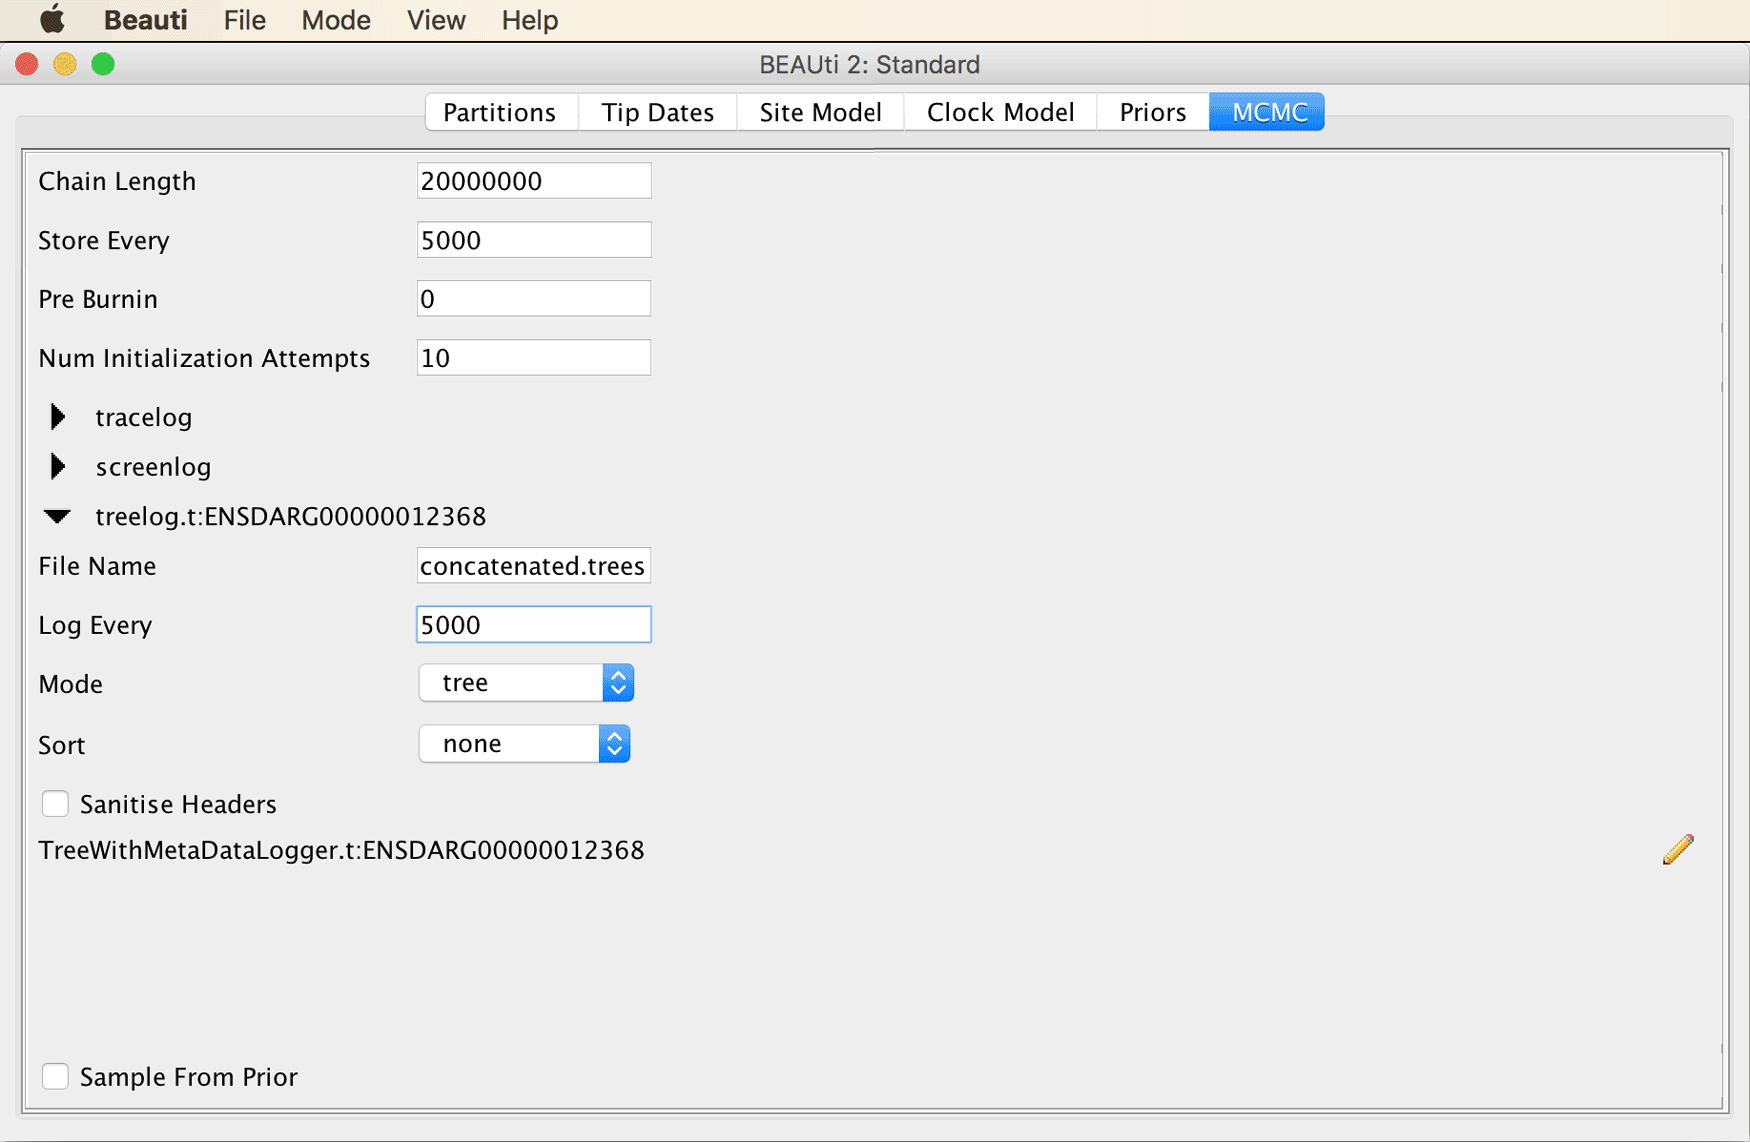 Beauti File Mode View Help
BEAUti 2: Standard
Partitions Tip Dates Site Model Clock Model Priors MCMC
Chain Length 20000000
Store Every 5000
Pre Burnin 0
Num Initialization Attempts 10
tracelog
screenlog
treelog.t:ENSDARG00000012368
File Name concatenated.trees
Log Every 5000
Mode tree
Sort none
Sanitise Headers
TreeWithMetaDataLogger.t:ENSDARG00000012368
Sample From Prior